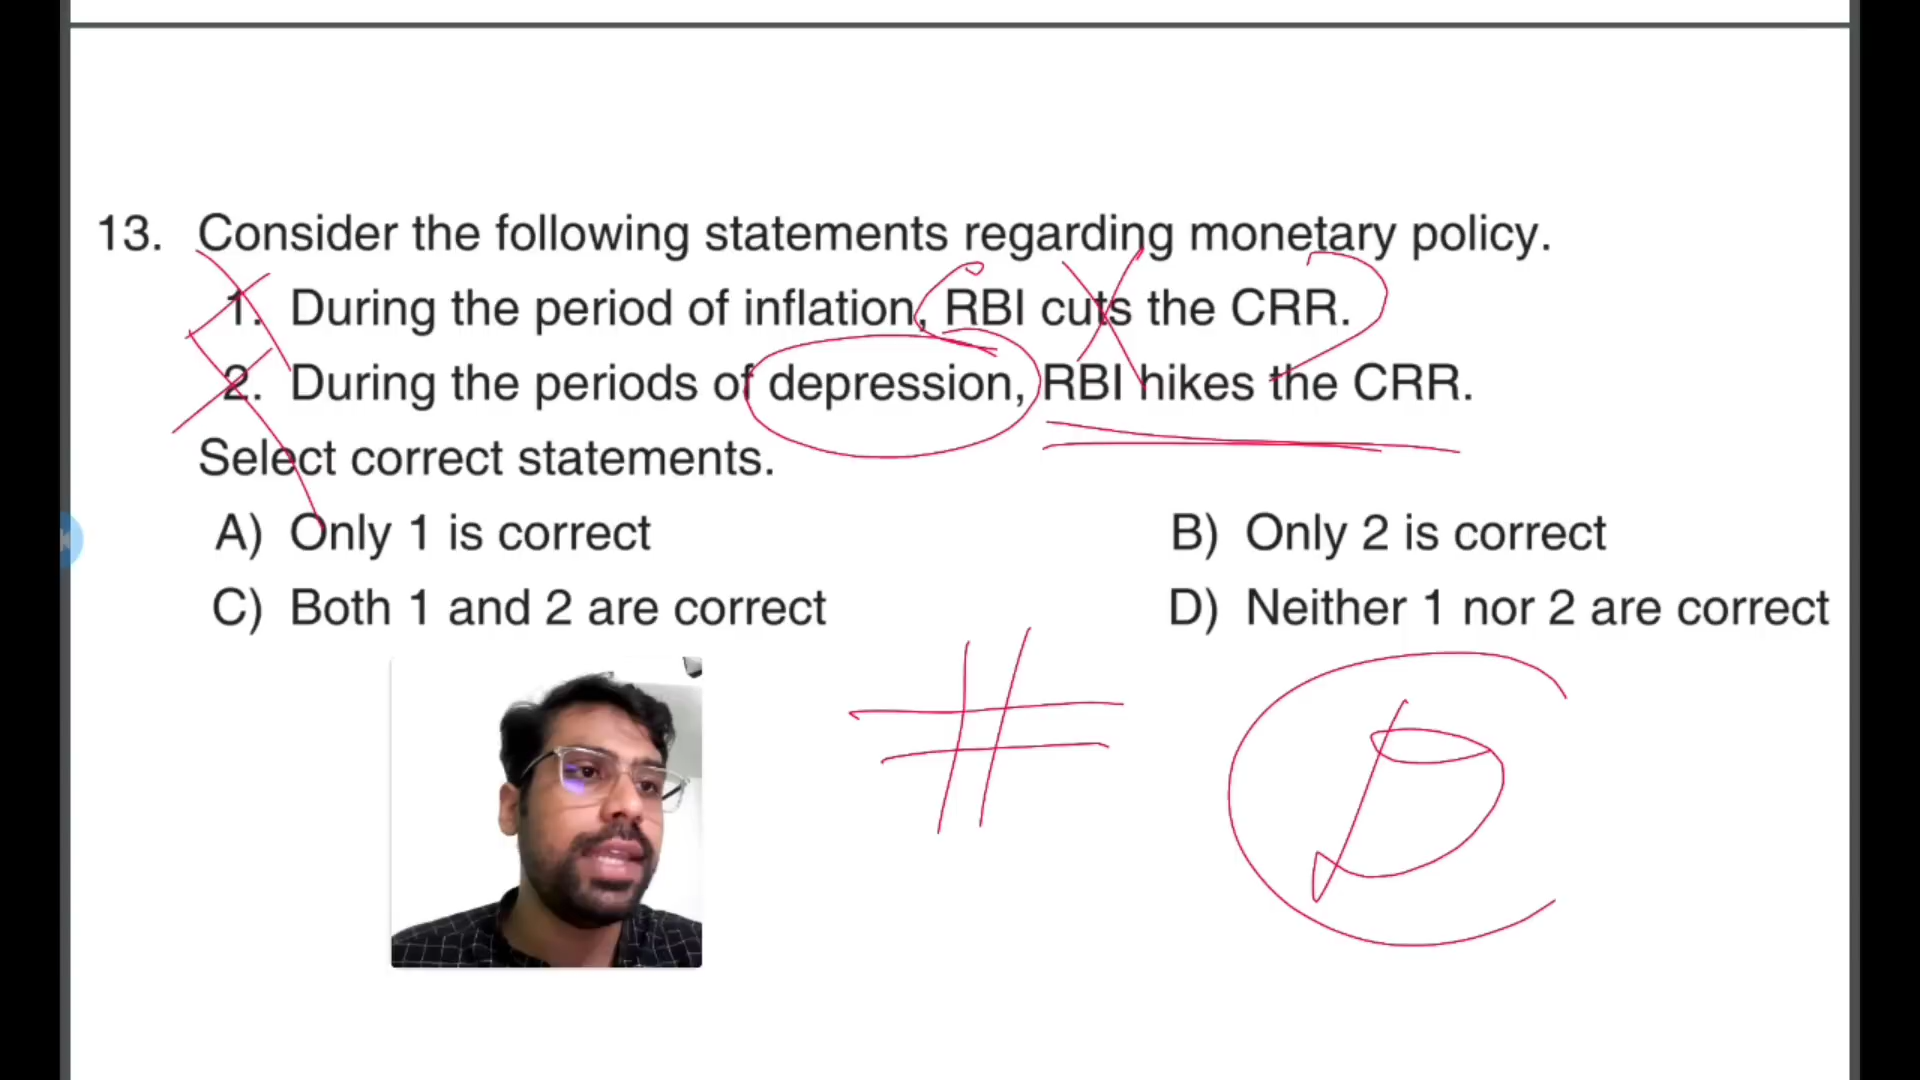 13. Consider the following statements regarding monetary policy.
1. During the period of inflation, RBI cuts the CRR.
2. During the periods of depression, RBI hikes the CRR.
Select correct statements.
A) Only 1 is correct B) Only 2 is correct
C) Both 1 and 2 are correct D) Neither 1 nor 2 are correct
D